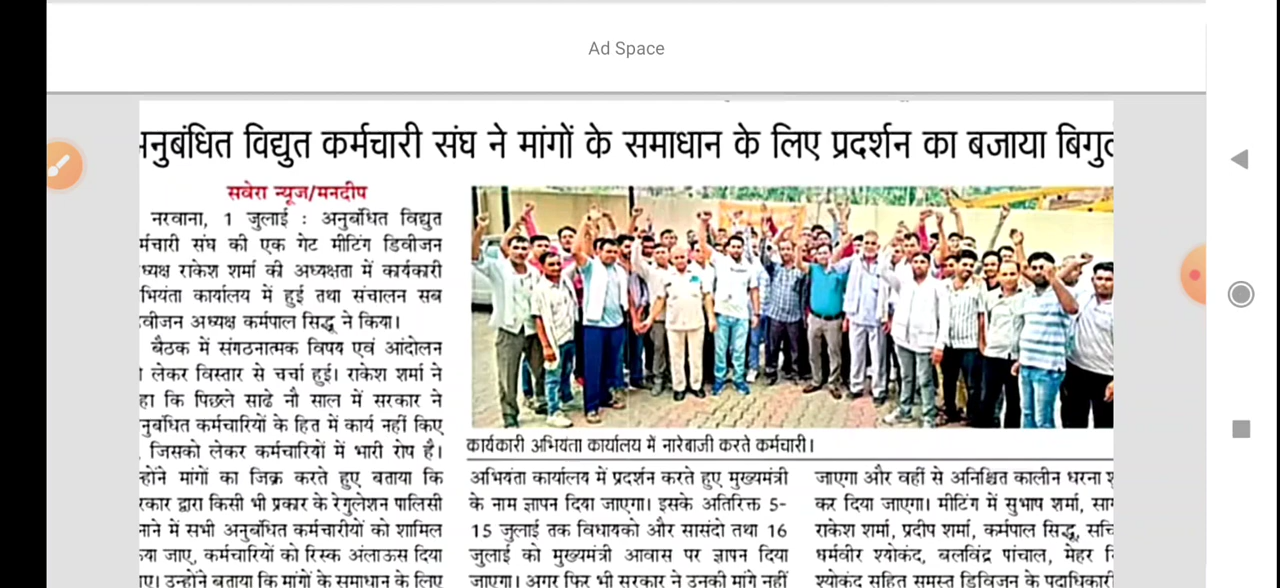 Ad Space
अनुबंधित विद्युत कर्मचारी संघ ने मांगों के समाधान के लिए प्रदर्शन का बजाया
सवेरा न्यूज/मनदीप
नरवाना, 1 जुलाई : अनुबंधित विद्युत
र्मचारी संघ की एक गेट मीटिंग डिवीजन
ध्यक्ष राकेश शर्मा की अध्यक्षता में कार्यकारी
भियंता कार्यालय में हुई तथा संचालन सब
वीजन अध्यक्ष कर्मपाल सिद्धू ने किया।
बैठक में संगठनात्मक विषय एवं आंदोलन
लेकर विस्तार से चर्चा हुई। राकेश शर्मा ने
हा कि पिछले साढे नौ साल में सरकार ने
नुबंधित कर्मचारियों के हित में कार्य नहीं किए
जिसको लेकर कर्मचारियों में भारी रोष है।
न्होंने मांगों का जिक्र करते हुए बताया कि
रकार द्वारा किसी भी प्रकार के रेगुलेशन पालिसी
नाने में सभी अनुबंधित कर्मचारीयों को शामिल
या जाए, कर्मचारियों को रिस्क अंलाऊस दिया
ए। उन्होंने बताया कि मांगों के समाधान के लिए
कार्यकारी अभियंता कार्यालय में नारेबाजी करते कर्मचारी।
अभियंता कार्यालय में प्रदर्शन करते हुए मुख्यमंत्री
के नाम ज्ञापन दिया जाएगा। इसके अतिरिक्त 5-
15 जुलाई तक विधायको और सासंदो तथा 16
जुलाई को मुख्यमंत्री आवास पर ज्ञापन दिया
जाएगा। अगर फिर भी सरकार ने उनकी मांगे नहीं
जाएगा और वहीं से अनिश्चित कालीन धरना
कर दिया जाएगा। मीटिंग में सुभाष शर्मा,
राकेश शर्मा, प्रदीप शर्मा, कर्मपाल सिद्धू,
धर्मवीर श्योकंद, बलविंद्र पांचाल, मेहर
श्योकंद सहित समस्त डिविजन के पदाधिकारी